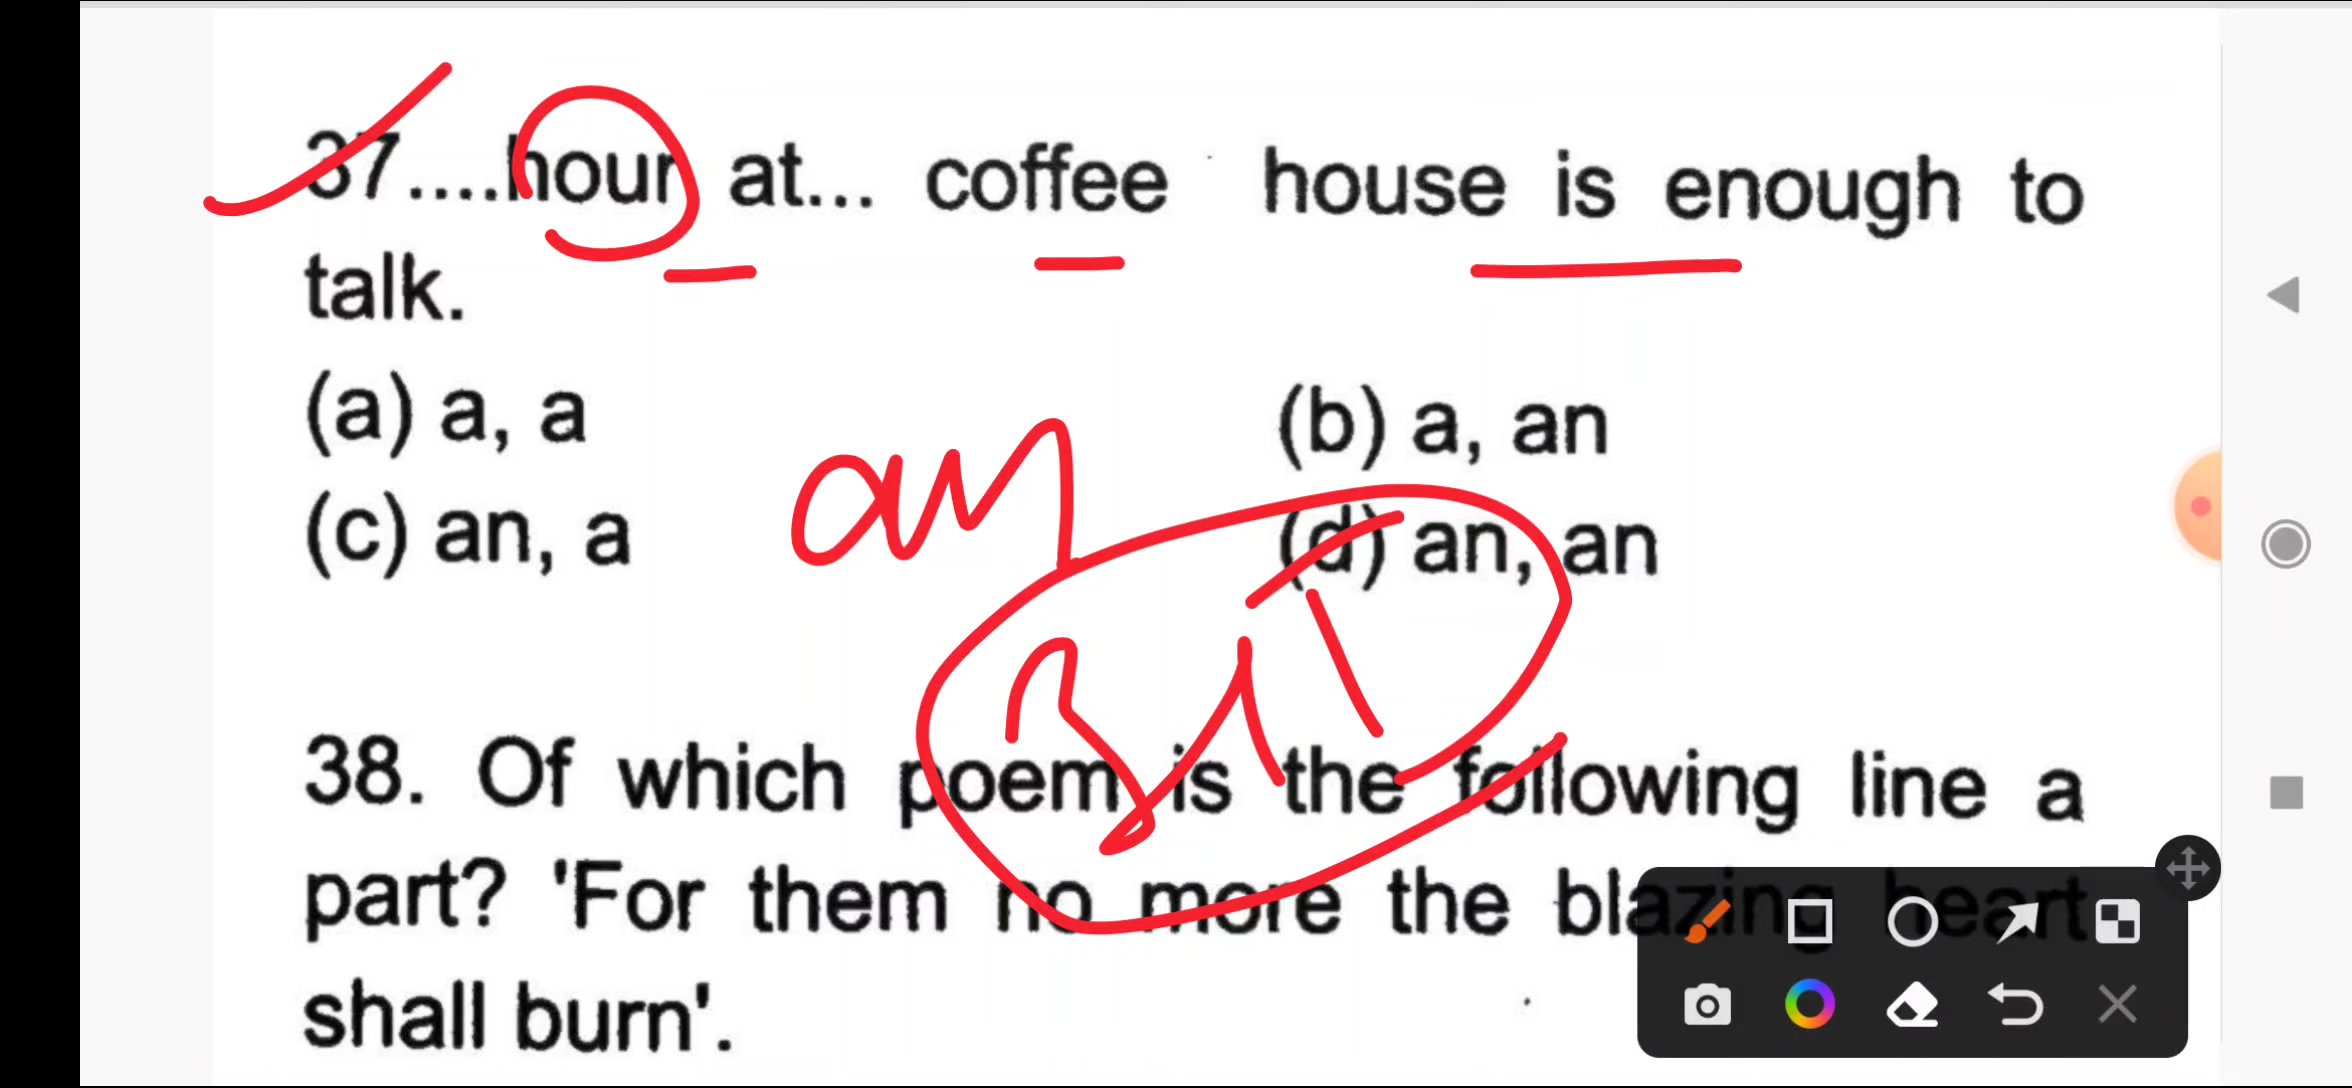 37....hour at... coffee house is enough to
talk.
(a) a, a (b) a, an
an
(c) an, a (d) an, an
38. Of which poem is the following line a
part? 'For them no more the blazing heart
shall burn'.